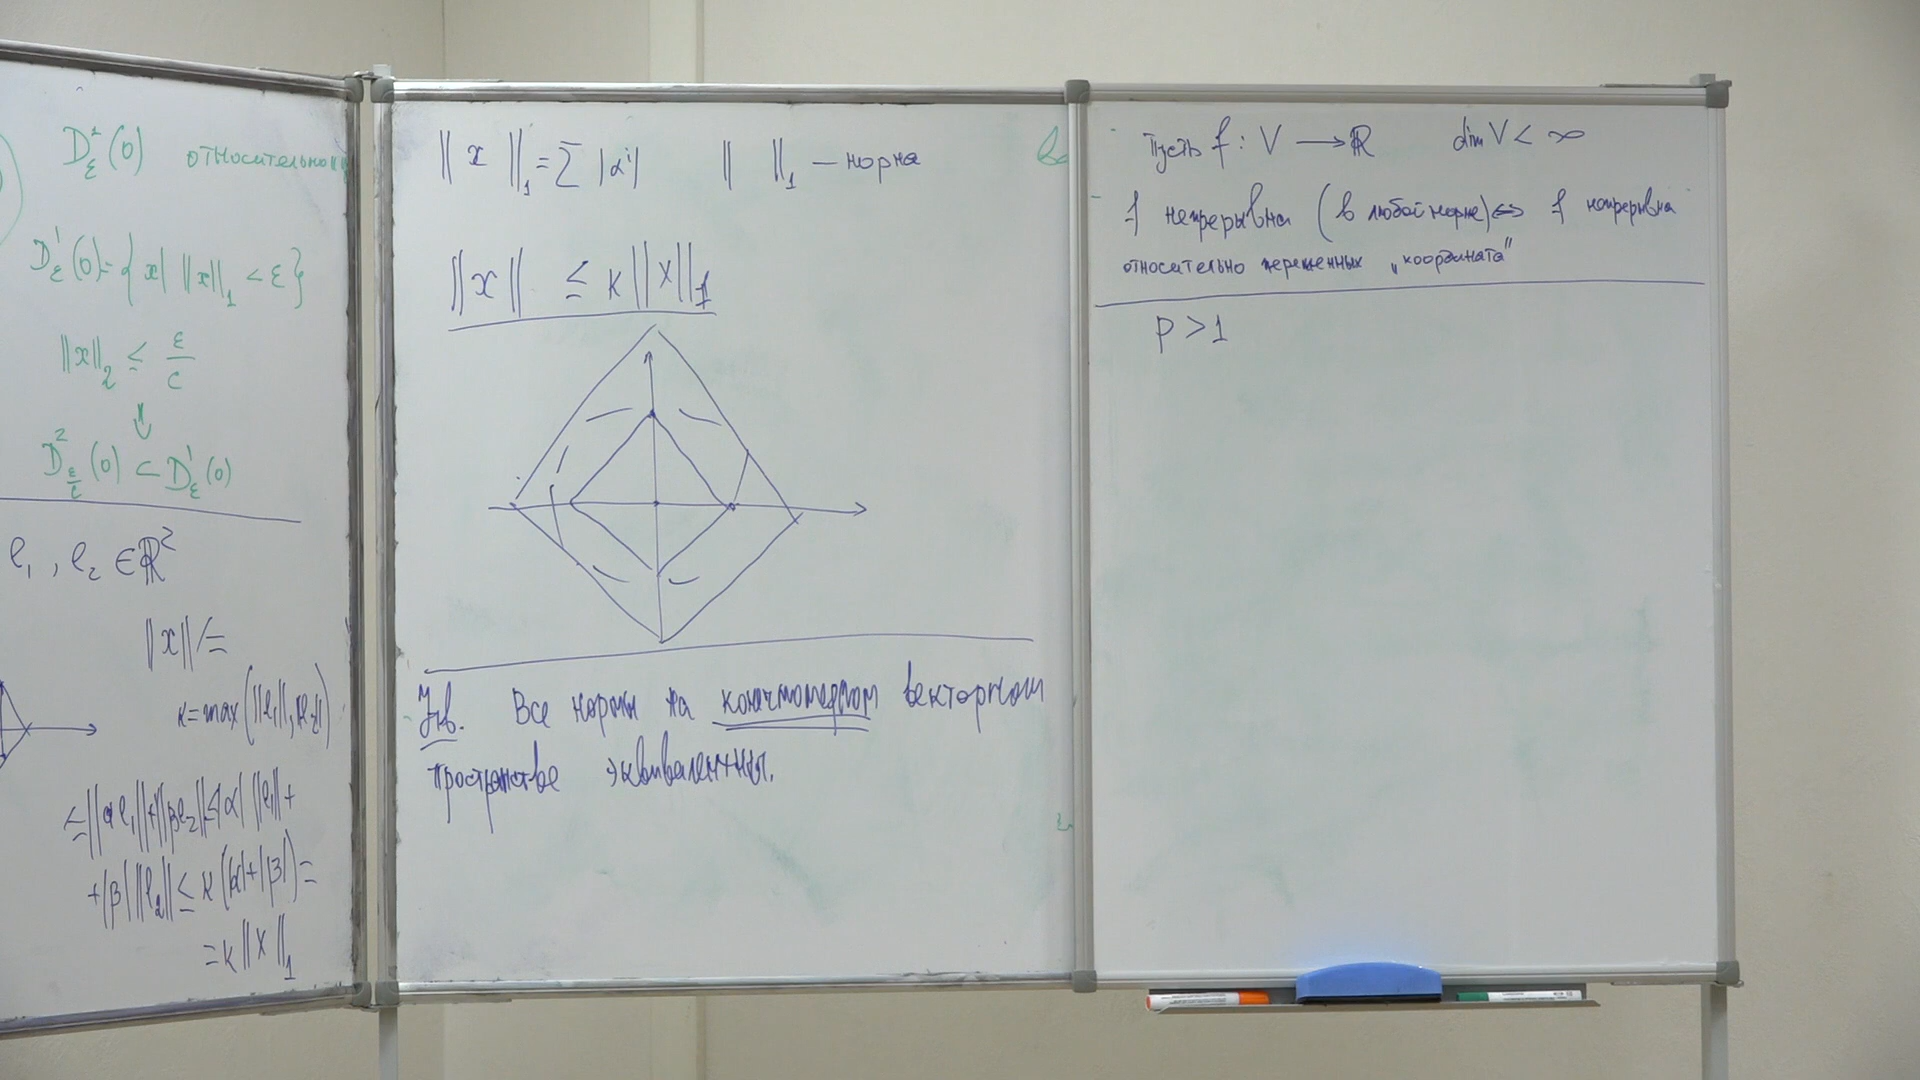 D¹_ε(0) относительно
D¹_ε(0) = {x | ||x||₁ < ε}
||x||₂ ≤ ε/c
⇓
D²_{ε/c}(0) ⊂ D¹_ε(0)
e₁, e₂ ∈ ℝ²
||x|| ≤
κ = max(||e₁||, ||e₂||)
≤ ||αe₁|| + ||βe₂|| ≤ |α| ||e₁|| +
+ |β| ||e₂|| ≤ κ(|α| + |β|) =
= κ||x||₁
||x||₁ = Σ |αⁱ| || ||₁ — норма
||x|| ≤ κ||x||₁
Утв. Все нормы на конечномерном векторном
пространстве эквивалентны.
Пусть f : V → ℝ dim V < ∞
f непрерывна (в любой норме) ⇔ f непрерывна
относительно переменных „координата"
p > 1